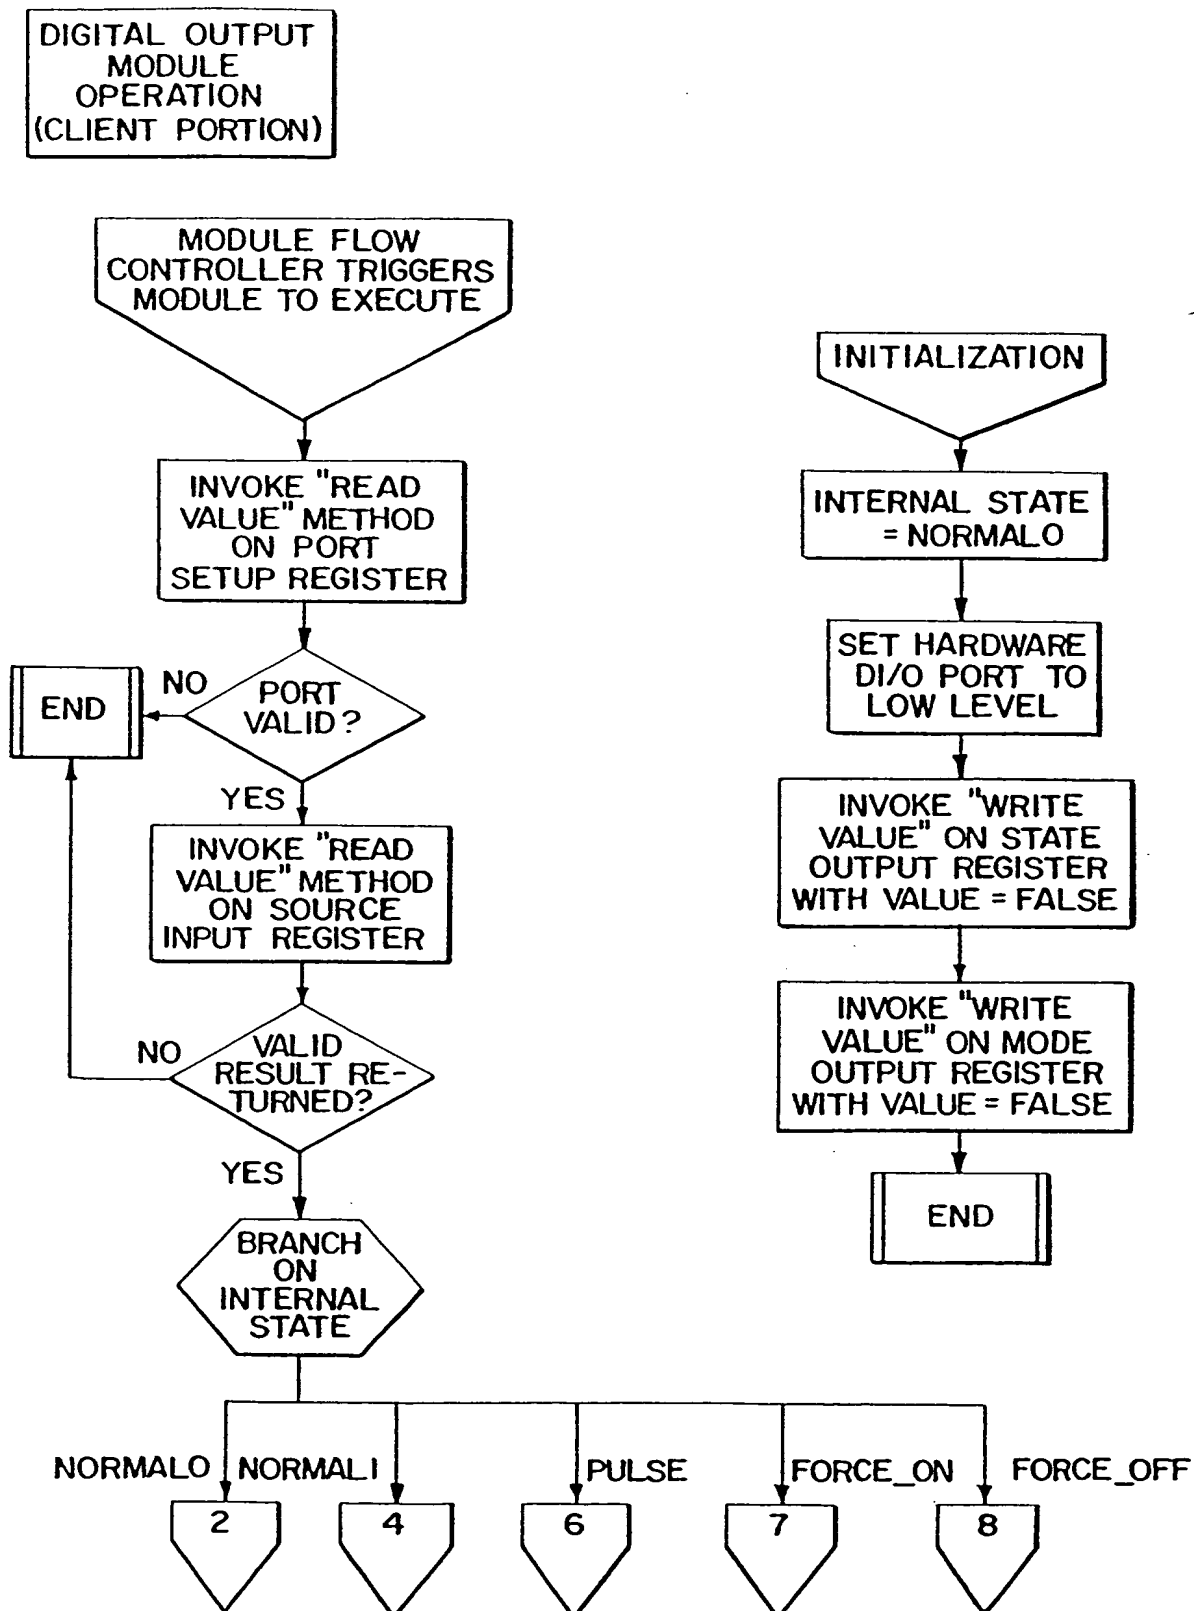 DIGITAL OUTPUT
MODULE
OPERATION
(CLIENT PORTION)
MODULE FLOW
CONTROLLER TRIGGERS
MODULE TO EXECUTE
INVOKE "READ
VALUE" METHOD
ON PORT
SETUP REGISTER
PORT
VALID?
NO
END
YES
INVOKE "READ
VALUE" METHOD
ON SOURCE
INPUT REGISTER
VALID
RESULT RE-
TURNED?
NO
YES
BRANCH
ON
INTERNAL
STATE
NORMALO
NORMALI
PULSE
FORCE_ON
FORCE_OFF
2
4
6
7
8
INITIALIZATION
INTERNAL STATE
= NORMALO
SET HARDWARE
DI/O PORT TO
LOW LEVEL
INVOKE "WRITE
VALUE" ON STATE
OUTPUT REGISTER
WITH VALUE = FALSE
INVOKE "WRITE
VALUE" ON MODE
OUTPUT REGISTER
WITH VALUE = FALSE
END